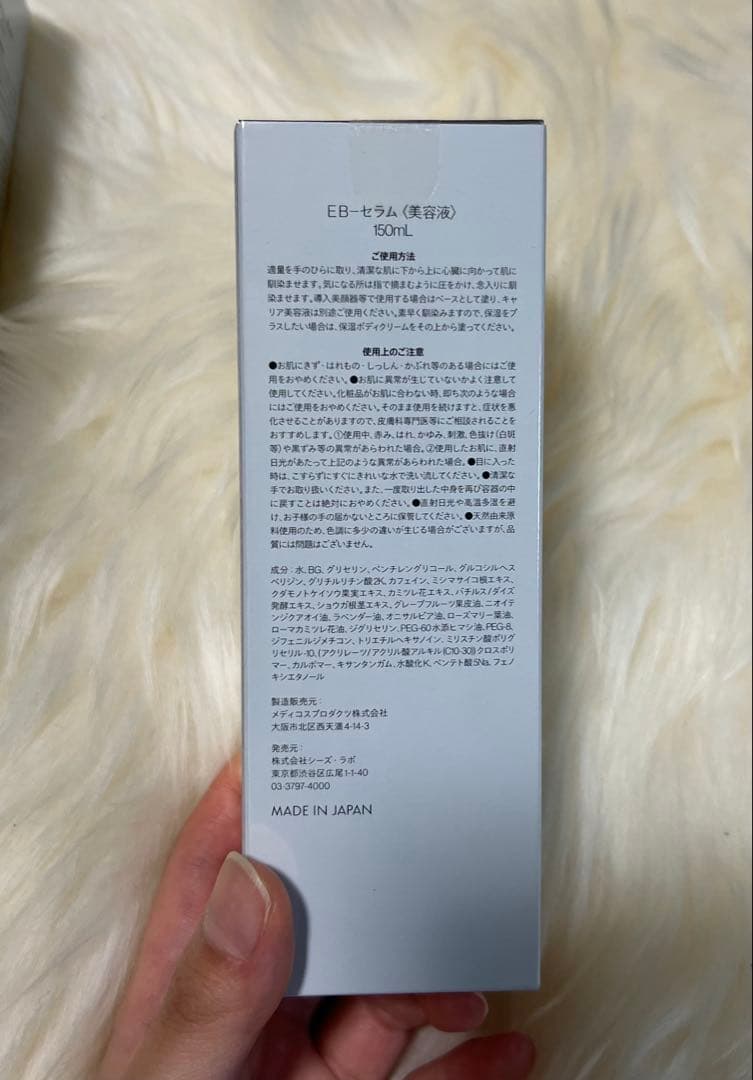 EB-セラム《美容液》
150mL
ご使用方法
適量を手のひらに取り、清潔な肌に下から上に心臓に向かって肌に
馴染ませます。気になる所は指で摘まむように圧をかけ、念入りに馴
染ませます。導入美顔器等で使用する場合はベースとして塗り、キャ
リア美容液は別途ご使用ください。素早く馴染みますので、保湿をプ
ラスしたい場合は、保湿ボディクリームをその上から塗ってください。
使用上のご注意
●お肌にきず・はれもの・しっしん・かぶれ等のある場合にはご使
用をおやめください。●お肌に異常が生じていないかよく注意して
使用してください。化粧品がお肌に合わない時、即ち次のような場合
にはご使用をおやめください。そのまま使用を続けますと、症状を悪
化させることがありますので、皮膚科専門医等にご相談されることを
おすすめします。①使用中、赤み、はれ、かゆみ、刺激、色抜け(白斑
等)や黒ずみ等の異常があらわれた場合。②使用したお肌に、直射
日光があたって上記のような異常があらわれた場合。●目に入った
時は、こすらずにすぐにきれいな水で洗い流してください。●清潔な
手でお取り扱いください。また、一度取り出した中身を再び容器の中
に戻すことは絶対におやめください。●直射日光や高温多湿を避
け、お子様の手の届かないところに保管してください。●天然由来原
料使用のため、色調に多少の違いが生じる場合がございますが、品
質には問題はございません。
成分:水、BG、グリセリン、ペンチレングリコール、グルコシルヘス
ペリジン、グリチルリチン酸2K、カフェイン、ミシマサイコ根エキス、
クダモノトケイソウ果実エキス、カミツレ花エキス、バチルス/ダイズ
発酵エキス、ショウガ根茎エキス、グレープフルーツ果皮油、ニオイテ
ンジクアオイ油、ラベンダー油、オニサルビア油、ローズマリー葉油、
ローマカミツレ花油、ジグリセリン、PEG-60水添ヒマシ油、PEG-8、
ジフェニルジメチコン、トリエチルヘキサノイン、ミリスチン酸ポリグ
リセリル-10、(アクリレーツ/アクリル酸アルキル(C10-30))クロスポリ
マー、カルボマー、キサンタンガム、水酸化K、ペンテト酸5Na、フェノ
キシエタノール
製造販売元:
メディコスプロダクツ株式会社
大阪市北区西天満4-14-3
発売元:
株式会社シーズ・ラボ
東京都渋谷区広尾1-1-40
03-3797-4000
MADE IN JAPAN